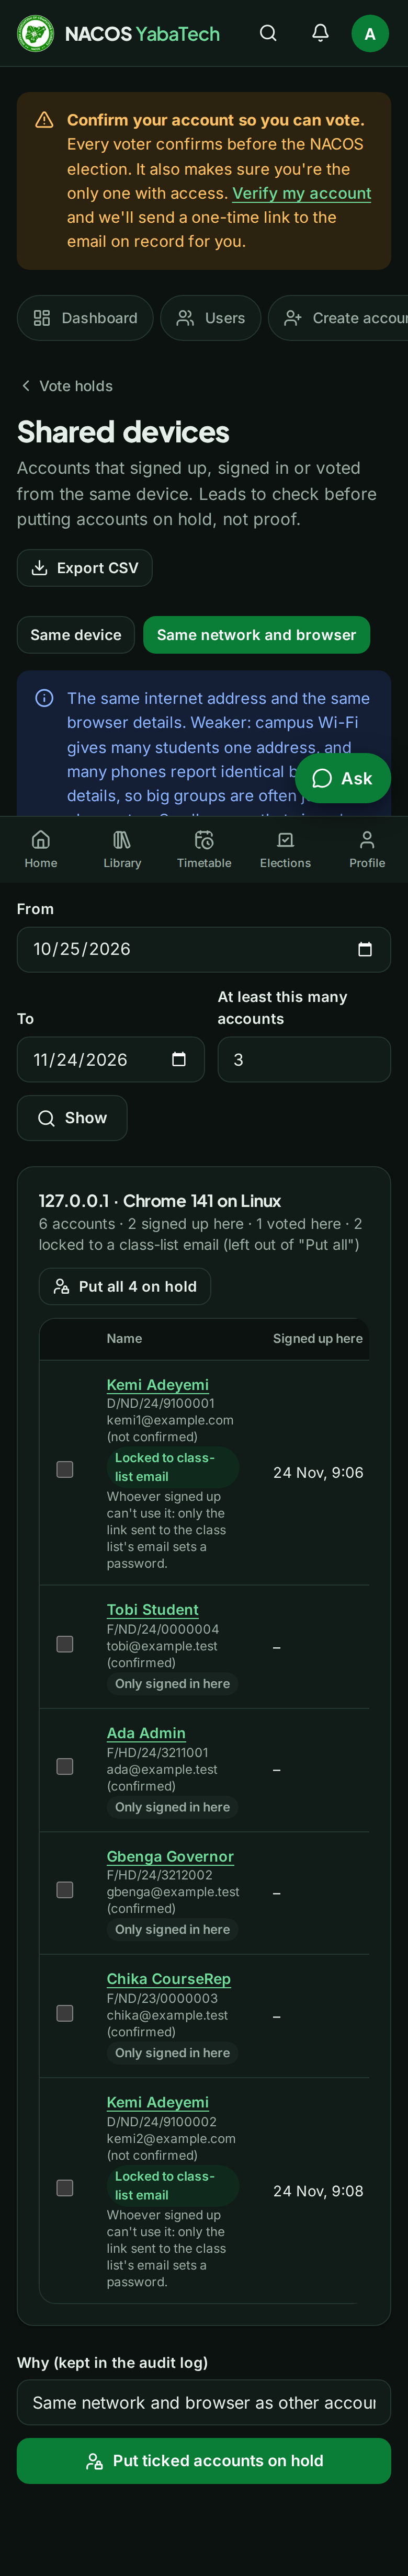 NACOS YabaTech
A
Confirm your account so you can vote.
Every voter confirms before the NACOS
election. It also makes sure you're the
only one with access. Verify my account
and we'll send a one-time link to the
email on record for you.
Dashboard
Users
Create accour
Vote holds
Shared devices
Accounts that signed up, signed in or voted
from the same device. Leads to check before
putting accounts on hold, not proof.
Export CSV
Same device
Same network and browser
The same internet address and the same
browser details. Weaker: campus Wi-Fi
gives many students one address, and
many phones report identical
details, so big groups are often
Ask
Home
Library
Timetable
Elections
Profile
From
10/25/2026
To
At least this many
accounts
11/24/2026
3
Show
127.0.0.1 · Chrome 141 on Linux
6 accounts · 2 signed up here · 1 voted here · 2
locked to a class-list email (left out of "Put all")
Put all 4 on hold
Name
Signed up here
Kemi Adeyemi
D/ND/24/9100001
kemi1@example.com
(not confirmed)
Locked to class-
list email
Whoever signed up
can't use it: only the
link sent to the class
list's email sets a
password.
24 Nov, 9:06
Tobi Student
F/ND/24/0000004
tobi@example.test
(confirmed)
Only signed in here
–
Ada Admin
F/HD/24/3211001
ada@example.test
(confirmed)
Only signed in here
–
Gbenga Governor
F/HD/24/3212002
gbenga@example.test
(confirmed)
Only signed in here
–
Chika CourseRep
F/ND/23/0000003
chika@example.test
(confirmed)
Only signed in here
–
Kemi Adeyemi
D/ND/24/9100002
kemi2@example.com
(not confirmed)
Locked to class-
list email
Whoever signed up
can't use it: only the
link sent to the class
list's email sets a
password.
24 Nov, 9:08
Why (kept in the audit log)
Same network and browser as other accour
Put ticked accounts on hold